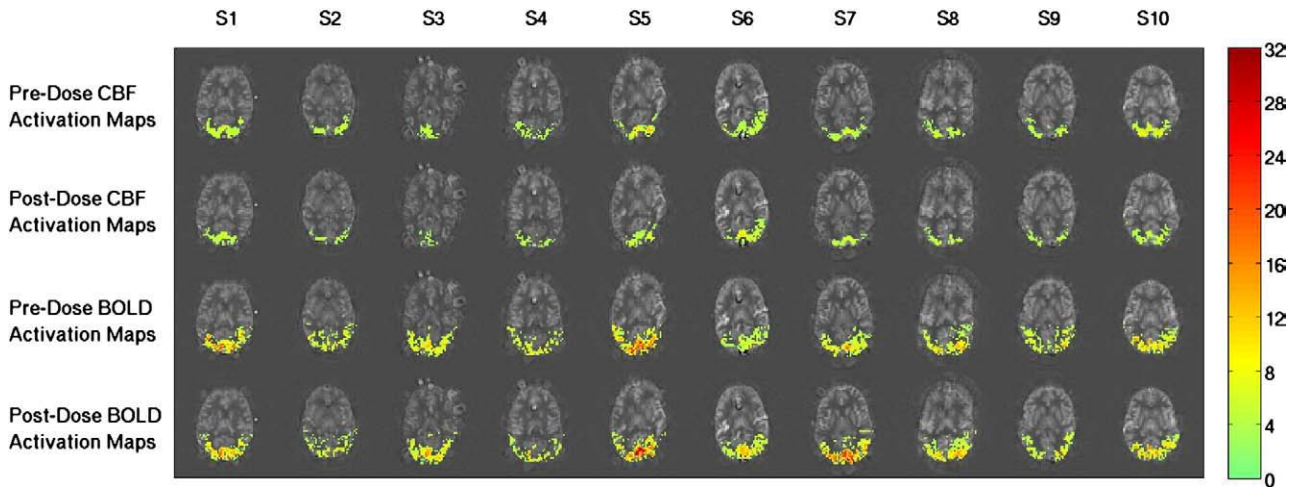 S1 S2 S3 S4 S5 S6 S7 S8 S9 S10
Pre-Dose CBF
Activation Maps
Post-Dose CBF
Activation Maps
Pre-Dose BOLD
Activation Maps
Post-Dose BOLD
Activation Maps
32
28
24
20
16
12
8
4
0